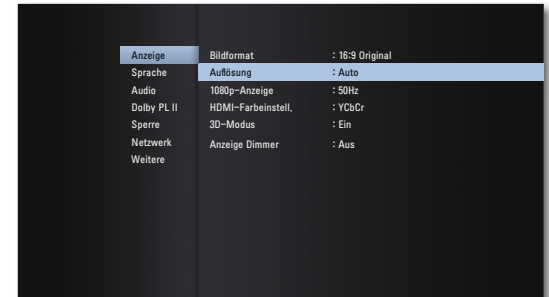 Anzeige Bildformat : 16:9 Original
Sprache Auflösung : Auto
Audio 1080p-Anzeige : 50Hz
Dolby PL II HDMI-Farbeinstell. : YCbCr
Sperre 3D-Modus : Ein
Netzwerk Anzeige Dimmer : Aus
Weitere